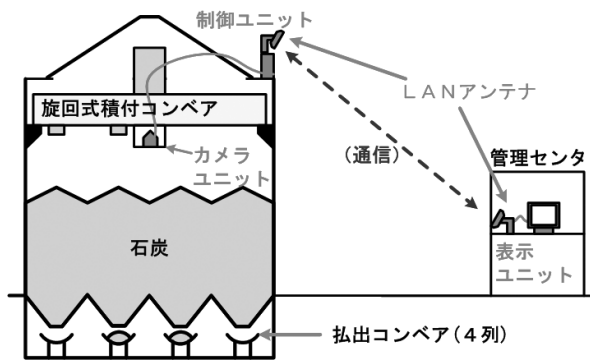 制御ユニット
LANアンテナ
旋回式積付コンベア
カメラ
ユニット
(通信)
管理センタ
石炭
表示
ユニット
払出コンベア(4列)